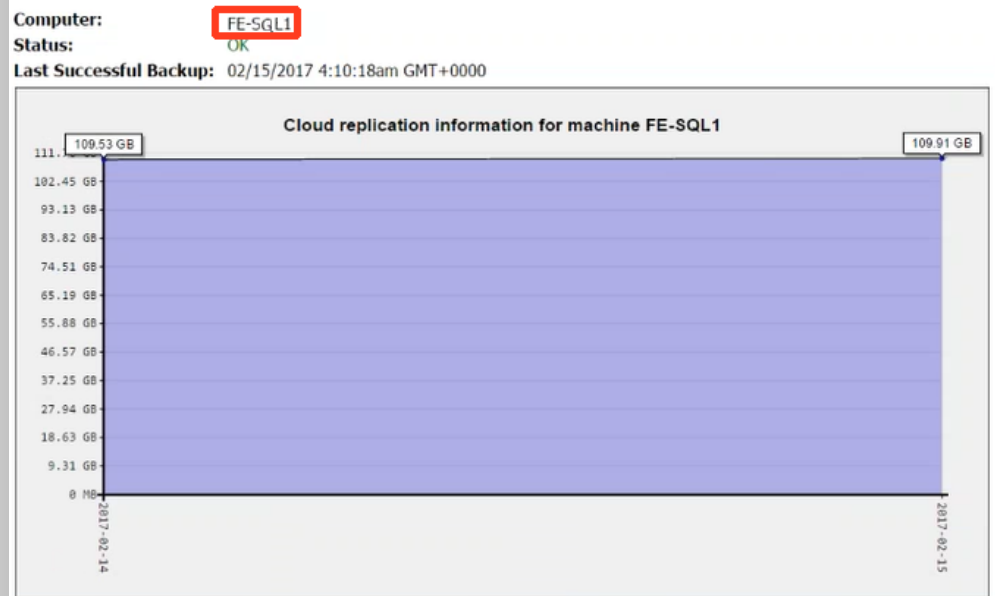 Computer: FE-SQL1
Status: OK
Last Successful Backup: 02/15/2017 4:10:18am GMT+0000
Cloud replication information for machine FE-SQL1
109.53 GB
109.91 GB
102.45 GB
93.13 GB
83.82 GB
74.51 GB
65.19 GB
55.88 GB
46.57 GB
37.25 GB
27.94 GB
18.63 GB
9.31 GB
0 MB
2017-02-14
2017-02-15